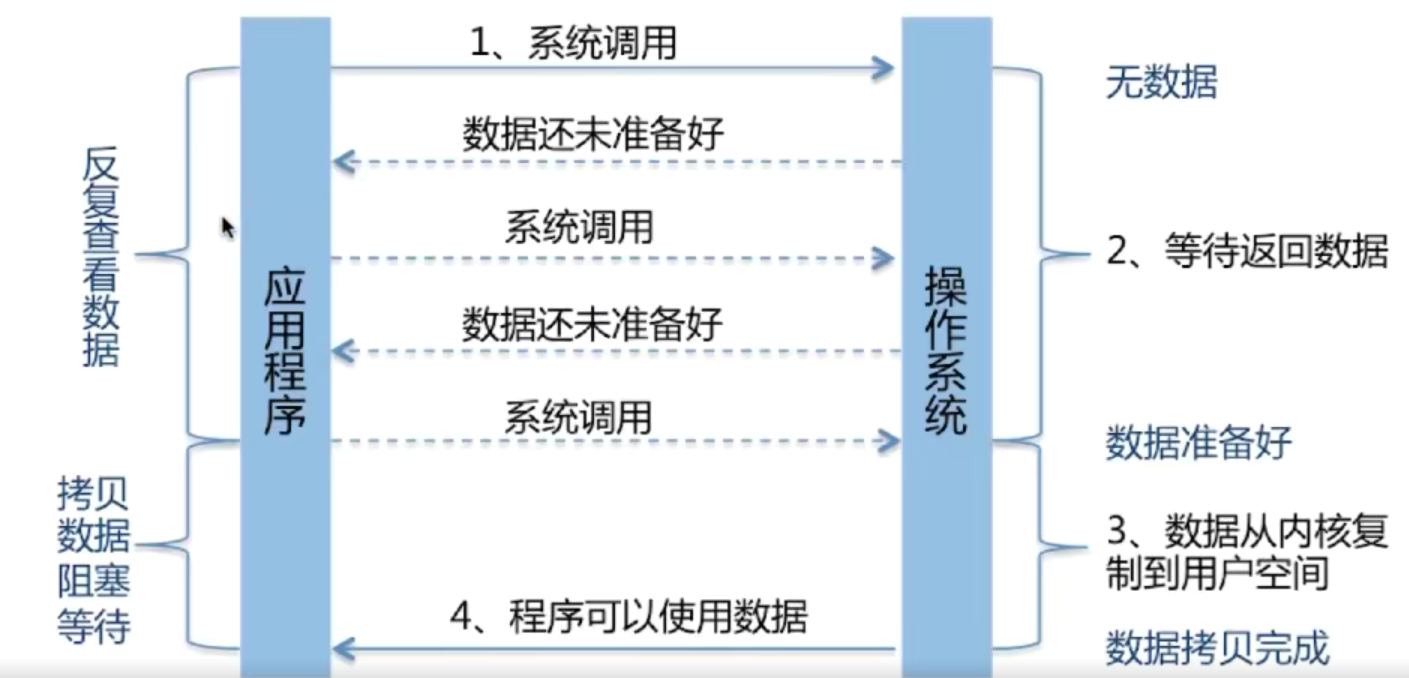 1、系统调用
无数据
数据还未准备好
反复查看数据
系统调用
2、等待返回数据
应用程序
操作系统
数据还未准备好
系统调用
数据准备好
拷贝
数据
阻塞
等待
3、数据从内核复
制到用户空间
4、程序可以使用数据
数据拷贝完成